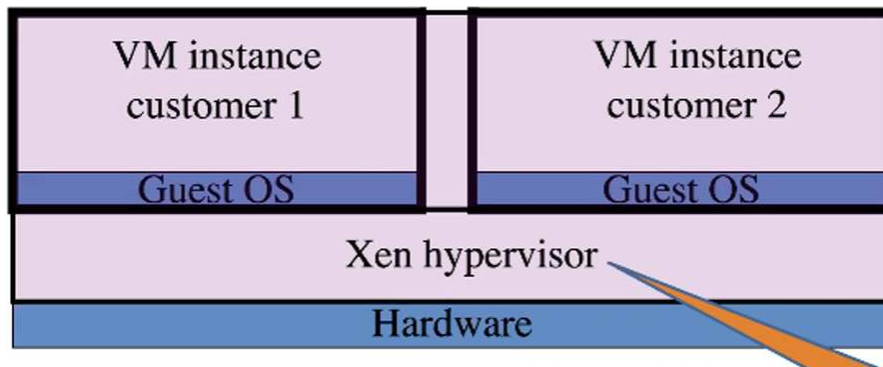 VM instance
customer 1
VM instance
customer 2
Guest OS
Guest OS
Xen hypervisor
Hardware